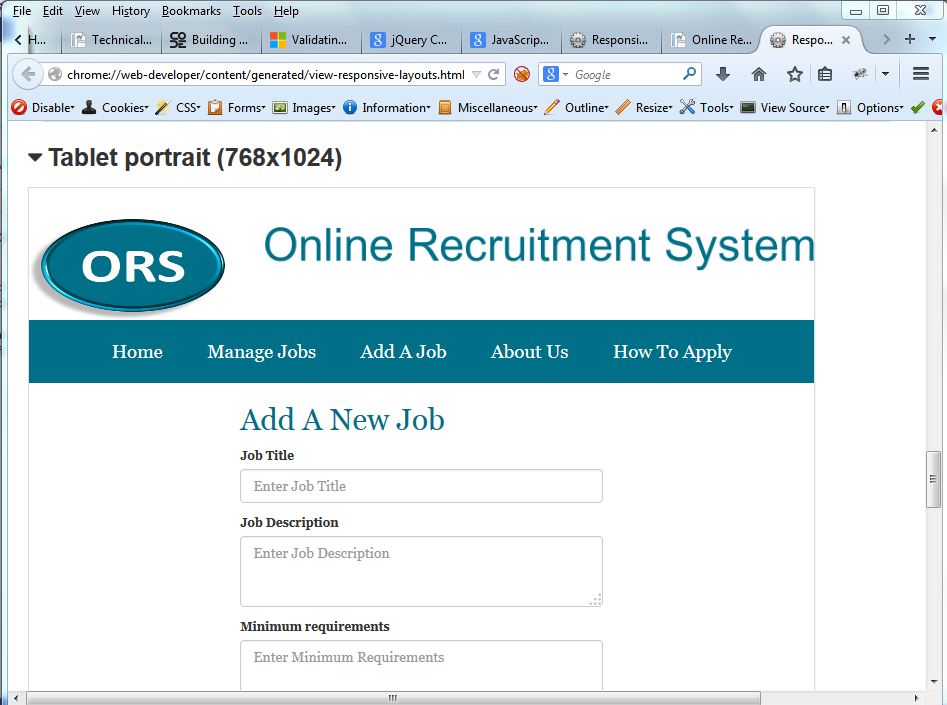 File Edit View History Bookmarks Tools Help
H... Technical... Building ... Validatin... jQuery C... JavaScrip... Responsi... Online Re... Respo...
chrome://web-developer/content/generated/view-responsive-layouts.html Google
Disable Cookies CSS Forms Images Information Miscellaneous Outline Resize Tools View Source Options
Tablet portrait (768x1024)
ORS Online Recruitment System
Home Manage Jobs Add A Job About Us How To Apply
Add A New Job
Job Title
Enter Job Title
Job Description
Enter Job Description
Minimum requirements
Enter Minimum Requirements